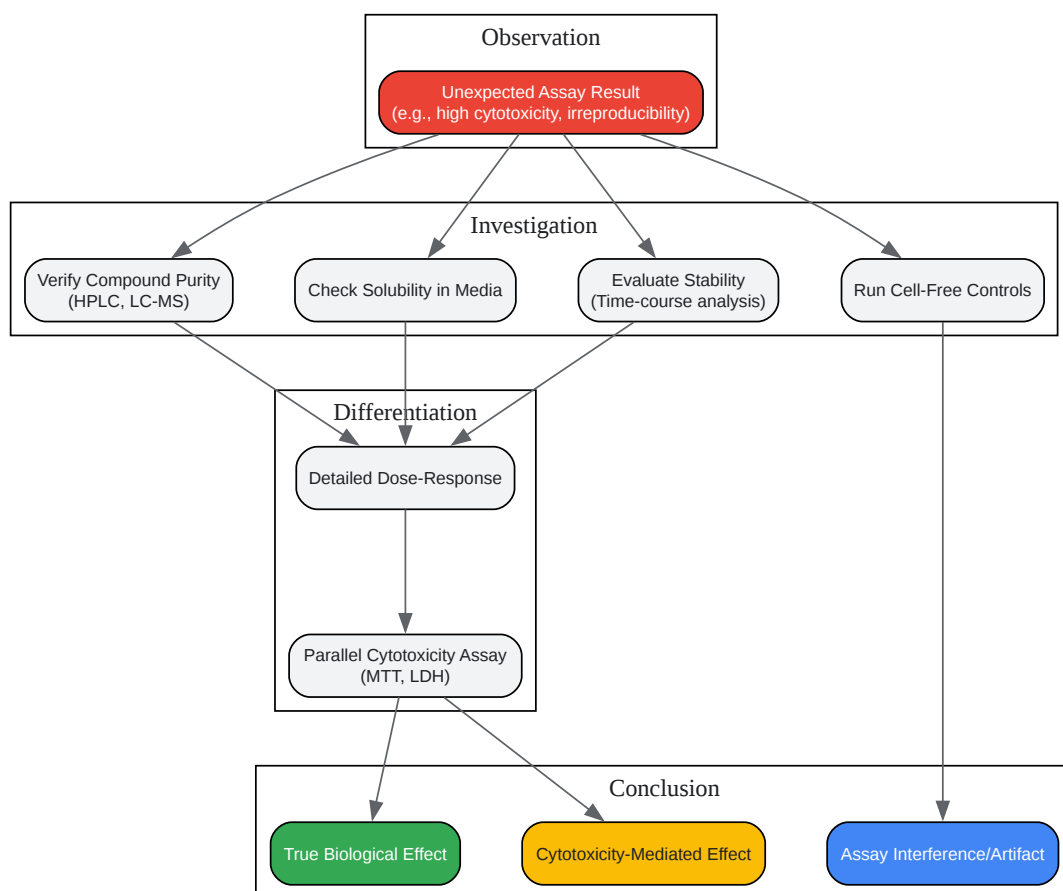 Observation
Unexpected Assay Result
(e.g., high cytotoxicity, irreproducibility)
Investigation
Verify Compound Purity
(HPLC, LC-MS)
Check Solubility in Media
Evaluate Stability
(Time-course analysis)
Run Cell-Free Controls
Differentiation
Detailed Dose-Response
Parallel Cytotoxicity Assay
(MTT, LDH)
Conclusion
True Biological Effect
Cytotoxicity-Mediated Effect
Assay Interference/Artifact